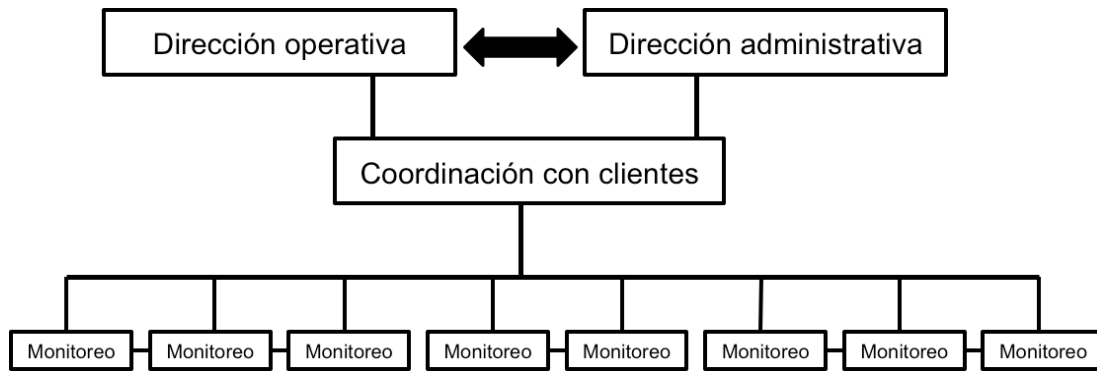 Dirección operativa
Dirección administrativa
Coordinación con clientes
Monitoreo
Monitoreo
Monitoreo
Monitoreo
Monitoreo
Monitoreo
Monitoreo
Monitoreo